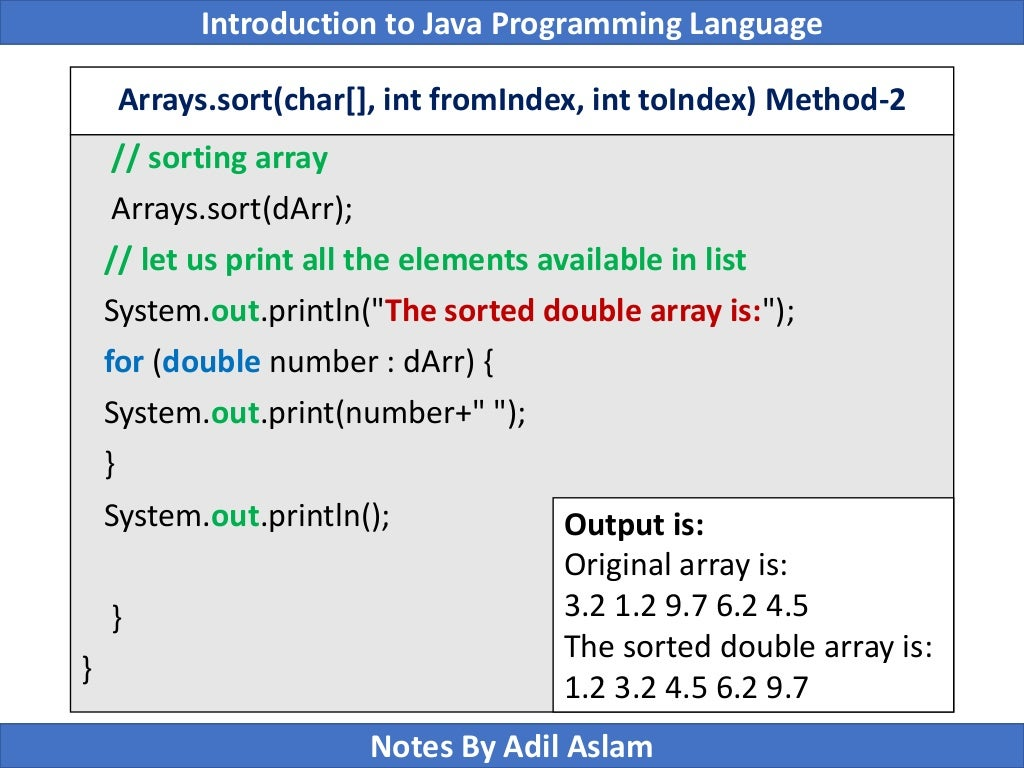 Introduction to Java Programming Language
Arrays.sort(char[], int fromIndex, int toIndex) Method-2
// sorting array
Arrays.sort(dArr);
// let us print all the elements available in list
System.out.println("The sorted double array is:");
for (double number : dArr) {
System.out.print(number+" ");
}
System.out.println();
}
}
Output is:
Original array is:
3.2 1.2 9.7 6.2 4.5
The sorted double array is:
1.2 3.2 4.5 6.2 9.7
Notes By Adil Aslam